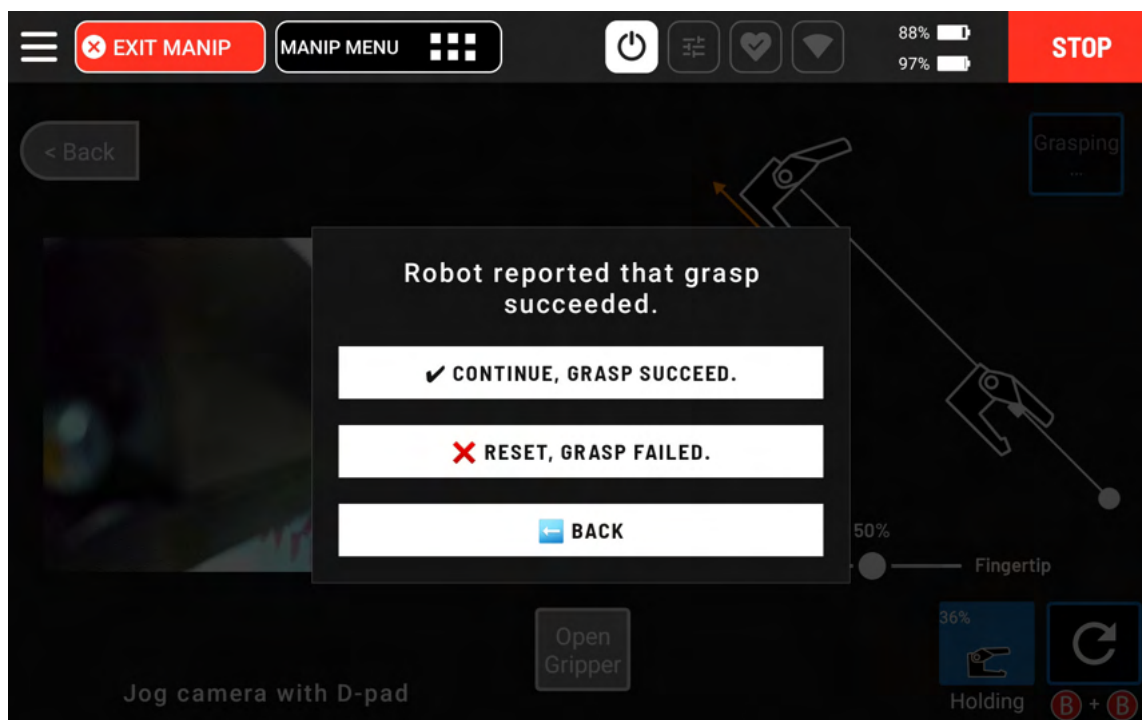 EXIT MANIP
MANIP MENU
88%
97%
STOP
< Back
Grasping
...
Robot reported that grasp
succeeded.
✔ CONTINUE, GRASP SUCCEED.
❌ RESET, GRASP FAILED.
⬅ BACK
50%
Fingertip
Open
Gripper
36%
Holding
Jog camera with D-pad
B + B